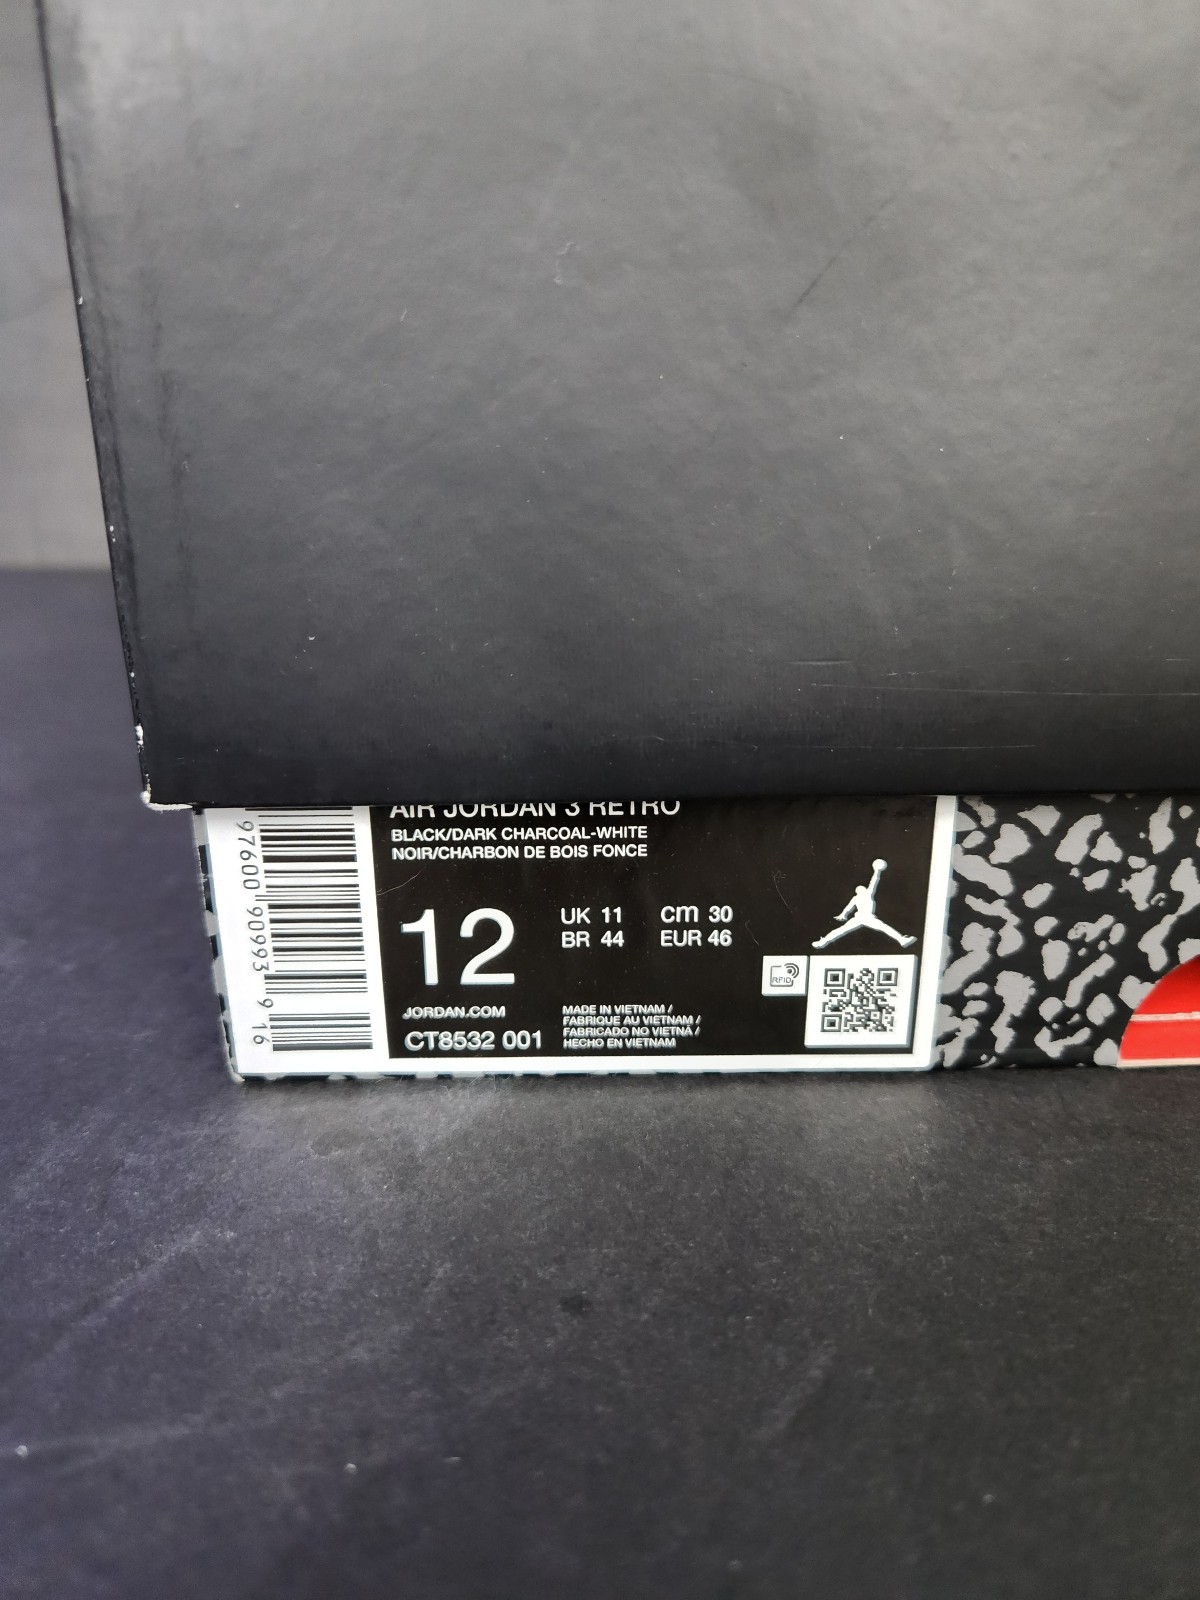 AIR JORDAN 3 RETRO
BLACK/DARK CHARCOAL-WHITE
NOIR/CHARBON DE BOIS FONCE
12
UK 11
BR 44
cm 30
EUR 46
RFID
JORDAN.COM
CT8532 001
MADE IN VIETNAM /
FABRIQUE AU VIETNAM /
FABRICADO NO VIETNÃ /
HECHO EN VIETNAM
97600 90993 9 16